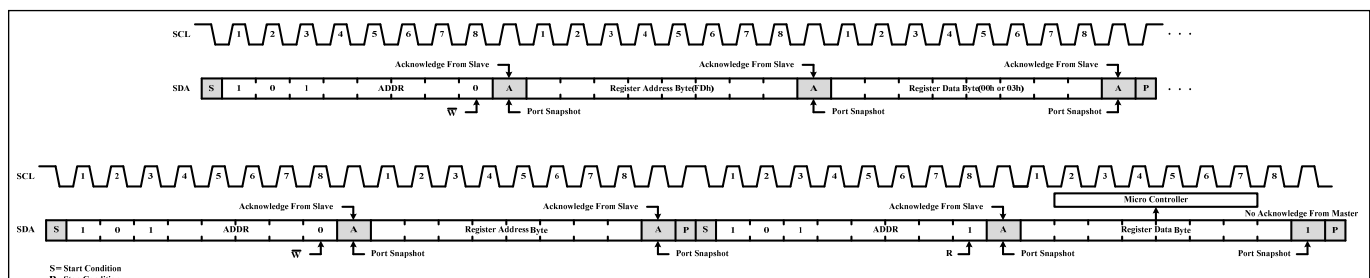 SCL 1 2 3 4 5 6 7 8 1 2 3 4 5 6 7 8 1 2 3 4 5 6 7 8 . . .
Acknowledge From Slave Acknowledge From Slave Acknowledge From Slave
SDA S 1 0 1 ADDR 0 A Register Address Byte(FDh) A Register Data Byte(00h or 03h) A P . . .
W Port Snapshot Port Snapshot Port Snapshot
SCL 1 2 3 4 5 6 7 8 1 2 3 4 5 6 7 8 1 2 3 4 5 6 7 8 1 2 3 4 5 6 7 8
Micro Controller
Acknowledge From Slave Acknowledge From Slave Acknowledge From Slave No Acknowledge From Master
SDA S 1 0 1 ADDR 0 A Register Address Byte A P S 1 0 1 ADDR 1 A Register Data Byte 1 P
W Port Snapshot Port Snapshot R Port Snapshot Port Snapshot
S= Start Condition